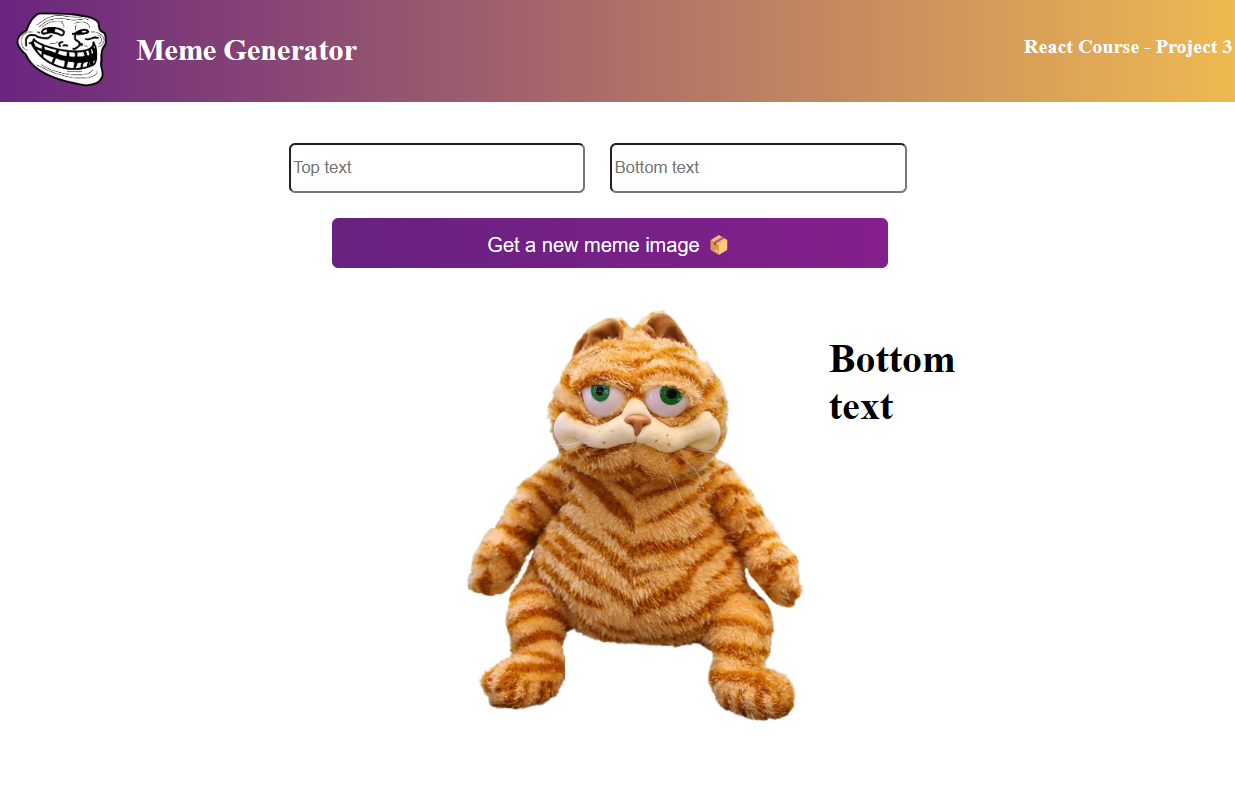 Meme Generator
React Course - Project 3
Top text
Bottom text
Get a new meme image 📦
Bottom
text